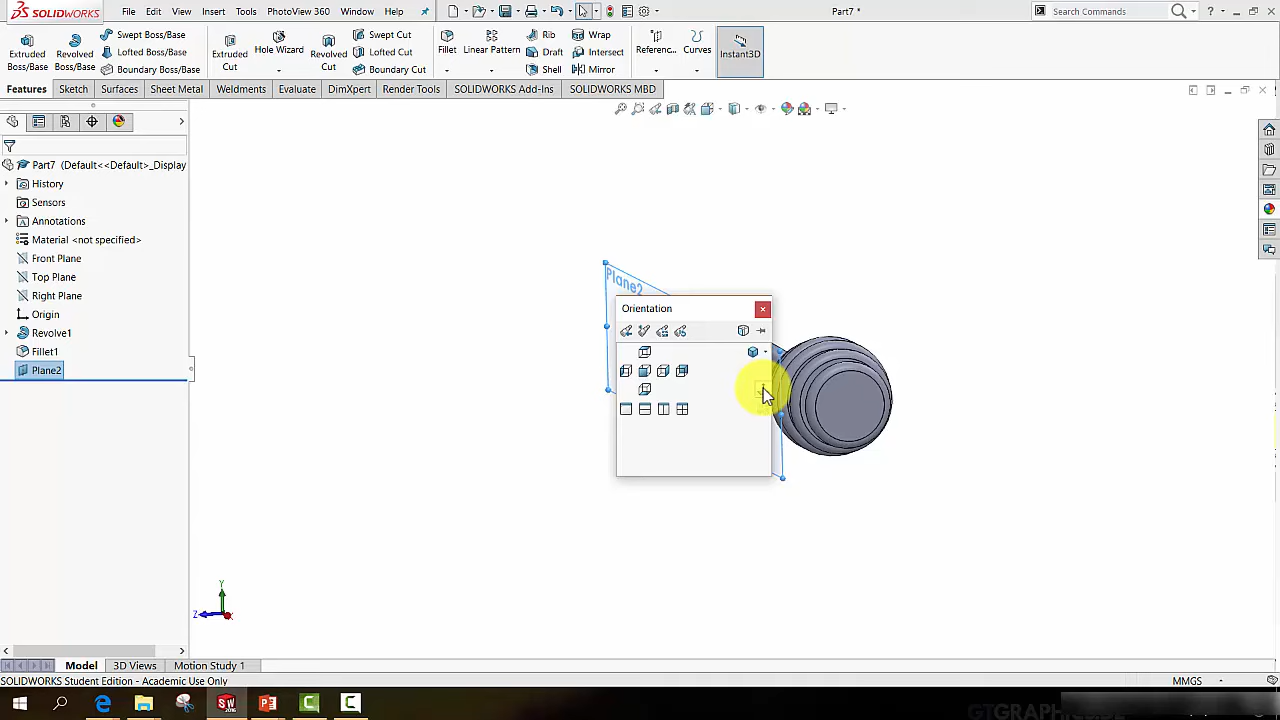 SOLIDWORKS File Edit View Insert Tools PhotoView 360 Window Help Part7 * Search Commands
Extruded Boss/Base
Revolved Boss/Base
Swept Boss/Base
Lofted Boss/Base
Boundary Boss/Base
Extruded Cut
Hole Wizard
Revolved Cut
Swept Cut
Lofted Cut
Boundary Cut
Fillet
Linear Pattern
Rib
Draft
Shell
Wrap
Intersect
Mirror
Referenc...
Curves
Instant3D
Features Sketch Surfaces Sheet Metal Weldments Evaluate DimXpert Render Tools SOLIDWORKS Add-Ins SOLIDWORKS MBD
Part7 (Default<<Default>_Display
History
Sensors
Annotations
Material <not specified>
Front Plane
Top Plane
Right Plane
Origin
Revolve1
Fillet1
Plane2
Plane2
Orientation
Y
Z
X
Model 3D Views Motion Study 1
SOLIDWORKS Student Edition - Academic Use Only MMGS